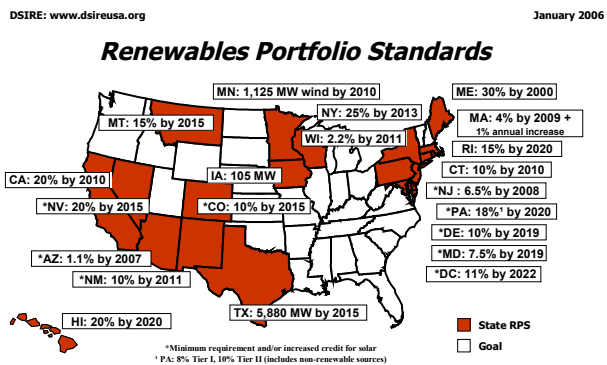 DSIRE: www.dsireusa.org
January 2006
Renewables Portfolio Standards
MN: 1,125 MW wind by 2010
ME: 30% by 2000
NY: 25% by 2013
MA: 4% by 2009 +
1% annual increase
MT: 15% by 2015
WI: 2.2% by 2011
RI: 15% by 2020
CT: 10% by 2010
CA: 20% by 2010
IA: 105 MW
*NJ : 6.5% by 2008
*NV: 20% by 2015
*CO: 10% by 2015
*PA: 18%¹ by 2020
*DE: 10% by 2019
*MD: 7.5% by 2019
*AZ: 1.1% by 2007
*DC: 11% by 2022
*NM: 10% by 2011
TX: 5,880 MW by 2015
HI: 20% by 2020
State RPS
Goal
*Minimum requirement and/or increased credit for solar
¹ PA: 8% Tier I, 10% Tier II (includes non-renewable sources)